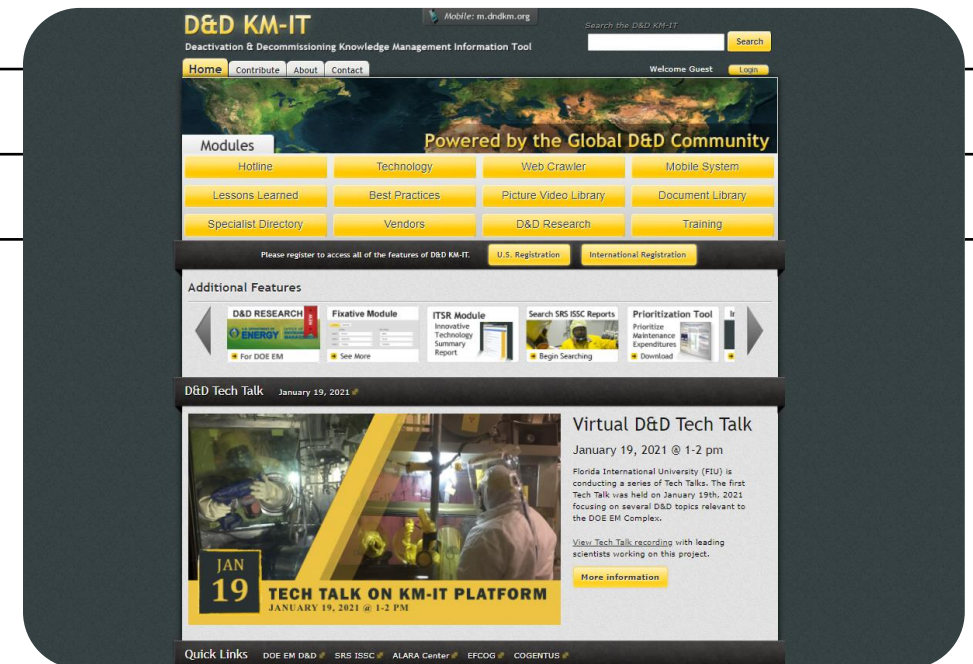 D&D KM-IT
Deactivation & Decommissioning Knowledge Management Information Tool
Mobile: m.dndkm.org
Search the D&D KM-IT
Search
Home Contribute About Contact
Welcome Guest Login
Modules
Powered by the Global D&D Community
Hotline Technology Web Crawler Mobile System
Lessons Learned Best Practices Picture Video Library Document Library
Specialist Directory Vendors D&D Research Training
Please register to access all of the features of D&D KM-IT. U.S. Registration International Registration
Additional Features
D&D RESEARCH
NEW
ENERGY
For DOE EM
Fixative Module
See More
ITSR Module
Innovative
Technology
Summary
Report
Search SRS ISSC Reports
Begin Searching
Prioritization Tool
Prioritize
Maintenance
Expenditures
Download
D&D Tech Talk January 19, 2021
JAN
19
TECH TALK ON KM-IT PLATFORM
JANUARY 19, 2021 @ 1-2 PM
Virtual D&D Tech Talk
January 19, 2021 @ 1-2 pm
Florida International University (FIU) is
conducting a series of Tech Talks. The first
Tech Talk was held on January 19th, 2021
focusing on several D&D topics relevant to
the DOE EM Complex.
View Tech Talk recording with leading
scientists working on this project.
More information
Quick Links DOE EM D&D SRS ISSC ALARA Center EFCOG COGENTUS